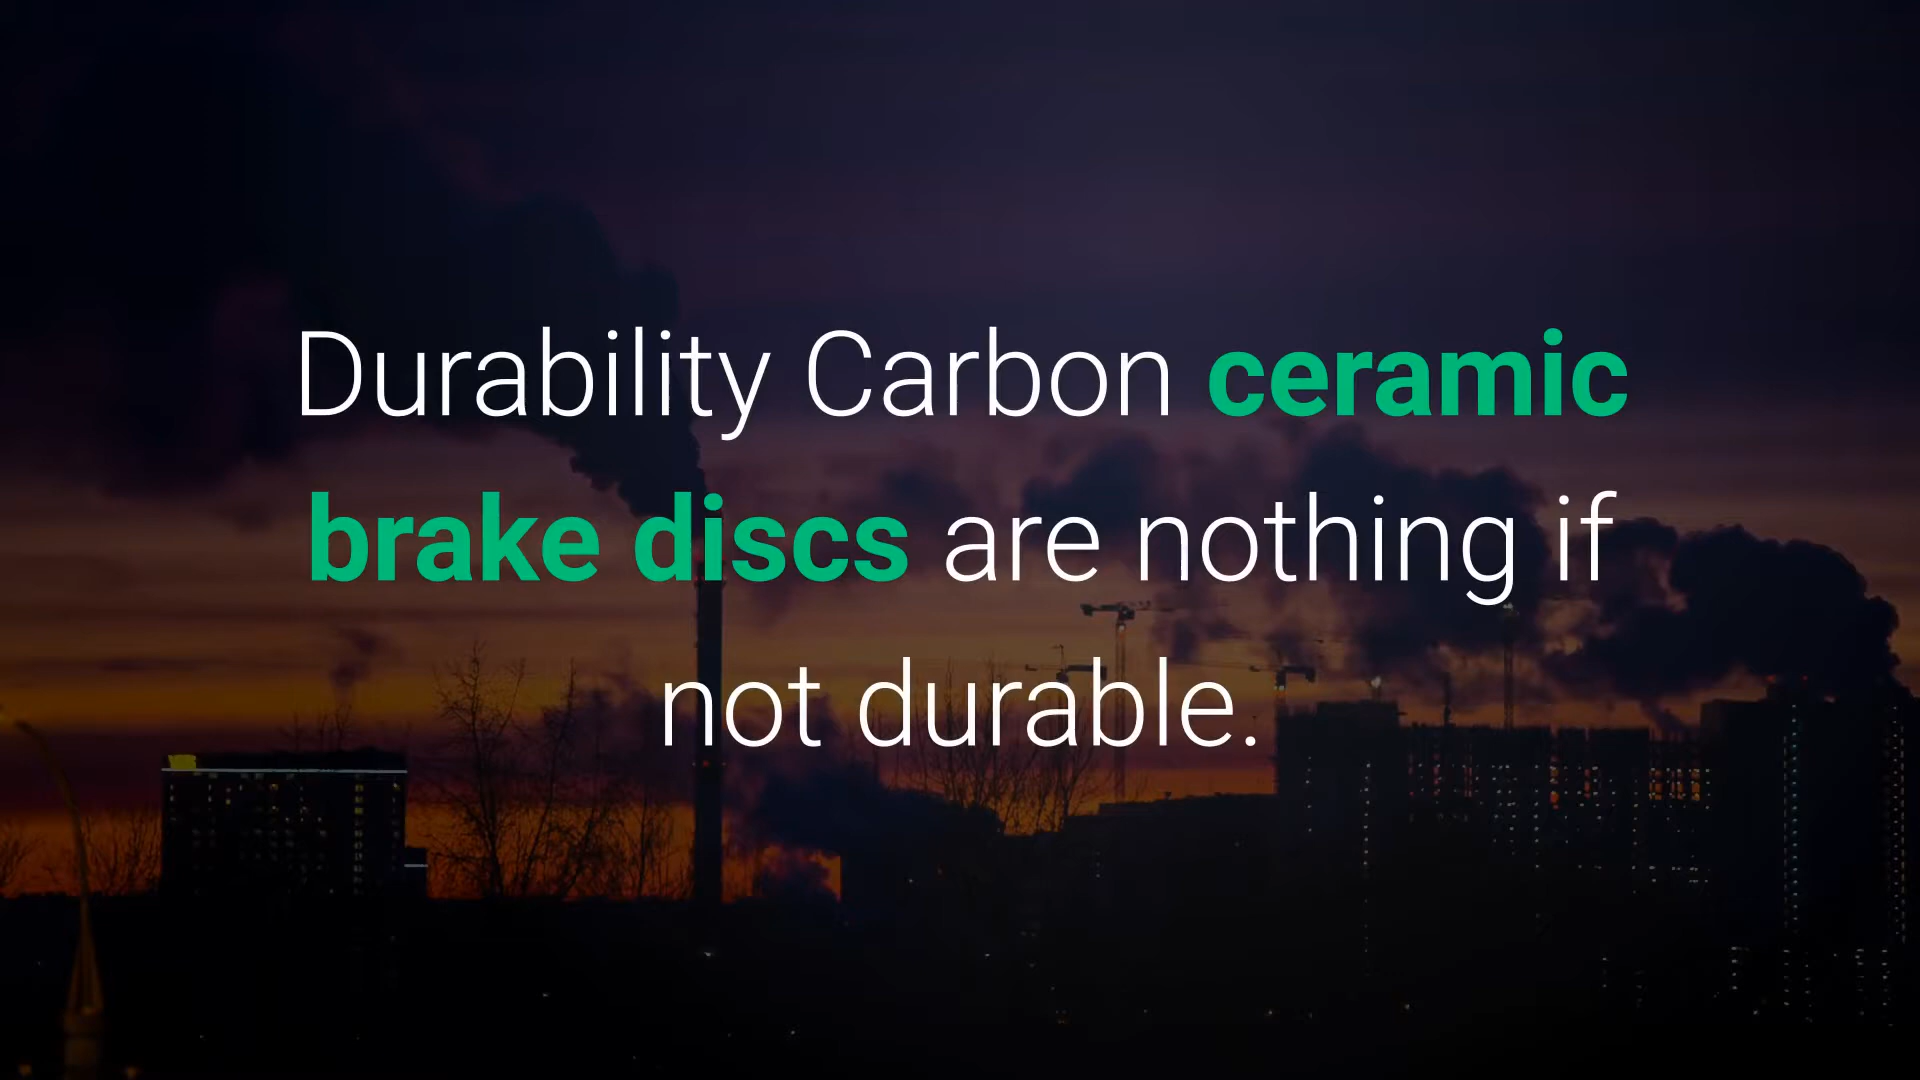 Durability Carbon ceramic
brake discs are nothing if
not durable.